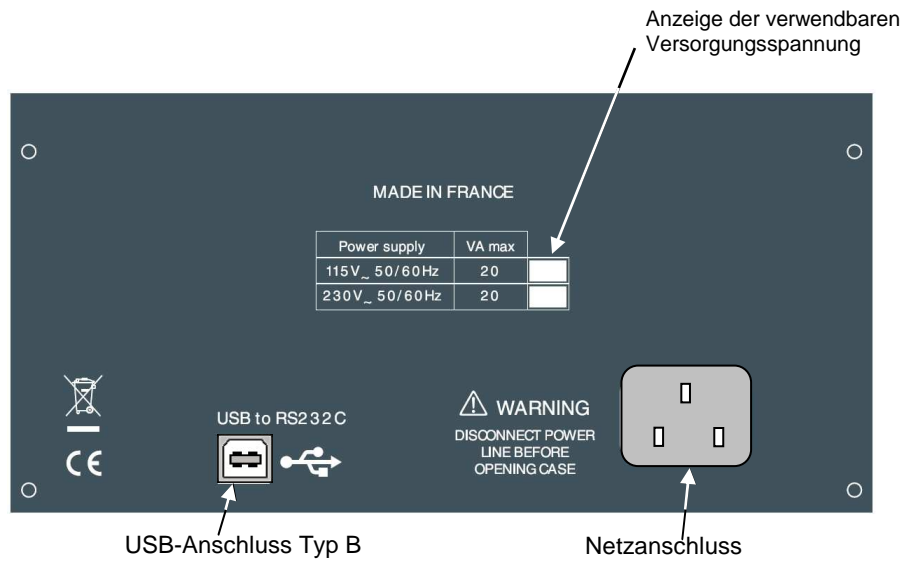 Anzeige der verwendbaren
Versorgungsspannung
MADE IN FRANCE
Power supply VA max
115V~ 50/60Hz 20
230V~ 50/60Hz 20
USB to RS232C
WARNING
DISCONNECT POWER
LINE BEFORE
OPENING CASE
CE
USB-Anschluss Typ B
Netzanschluss